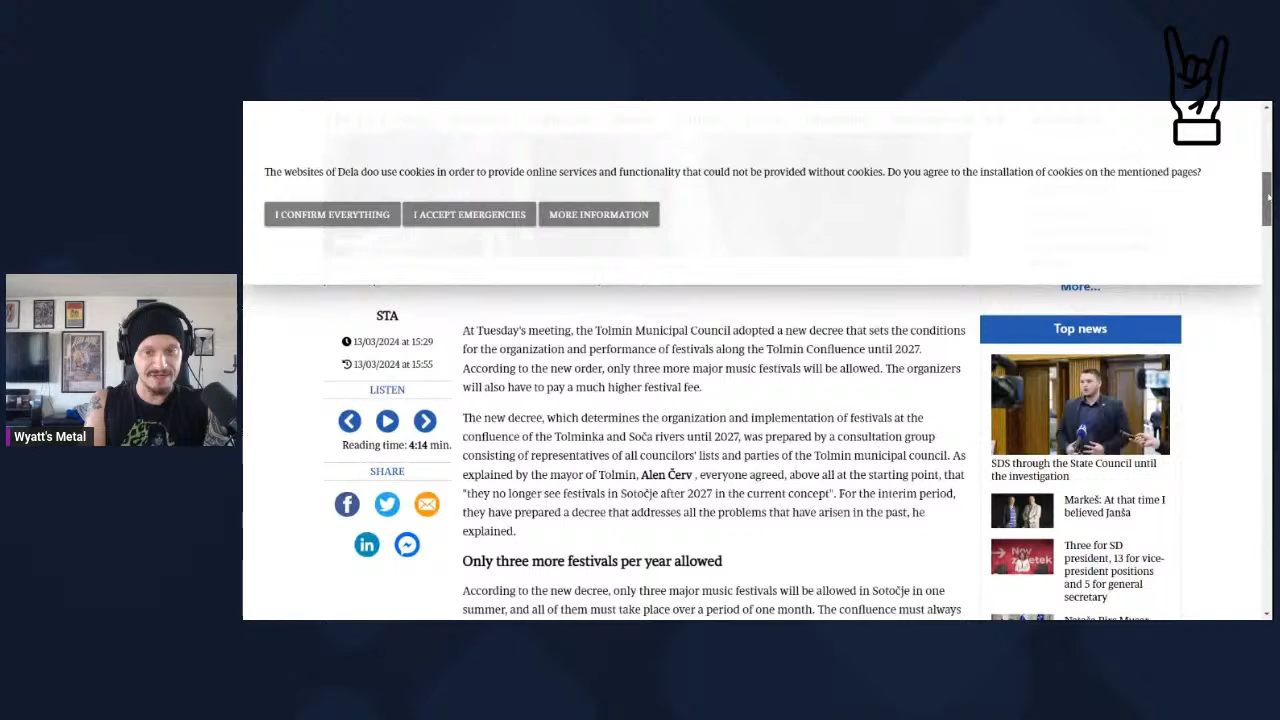 The websites of Dela doo use cookies in order to provide online services and functionality that could not be provided without cookies. Do you agree to the installation of cookies on the mentioned pages?
I CONFIRM EVERYTHING
I ACCEPT EMERGENCIES
MORE INFORMATION
STA
13/03/2024 at 15:29
13/03/2024 at 15:55
LISTEN
Reading time: 4:14 min.
SHARE
At Tuesday's meeting, the Tolmin Municipal Council adopted a new decree that sets the conditions
for the organization and performance of festivals along the Tolmin Confluence until 2027.
According to the new order, only three more major music festivals will be allowed. The organizers
will also have to pay a much higher festival fee.
The new decree, which determines the organization and implementation of festivals at the
confluence of the Tolminka and Soča rivers until 2027, was prepared by a consultation group
consisting of representatives of all councilors' lists and parties of the Tolmin municipal council. As
explained by the mayor of Tolmin, Alen Červ , everyone agreed, above all at the starting point, that
"they no longer see festivals in Sotočje after 2027 in the current concept". For the interim period,
they have prepared a decree that addresses all the problems that have arisen in the past, he
explained.
Only three more festivals per year allowed
According to the new decree, only three major music festivals will be allowed in Sotočje in one
summer, and all of them must take place over a period of one month. The confluence must always
More...
Top news
SDS through the State Council until
the investigation
Markeš: At that time I
believed Janša
Three for SD
president, 13 for vice-
president positions
and 5 for general
secretary
Wyatt's Metal